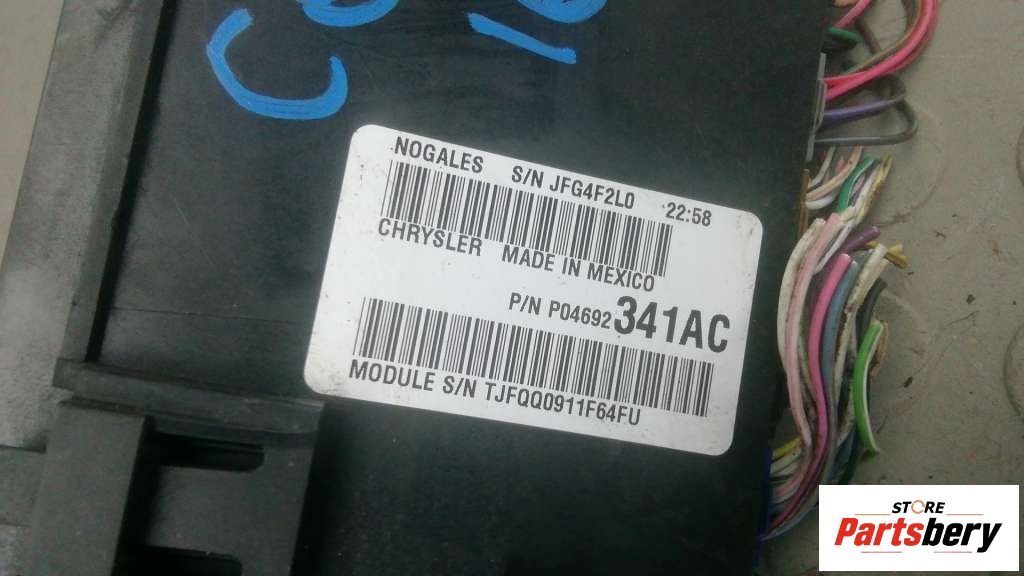 NOGALES S/N JFG4F2L0 22:58
CHRYSLER MADE IN MEXICO
P/N P04692341AC
MODULE S/N TJFQQ0911F64FU
STORE
Partsbery